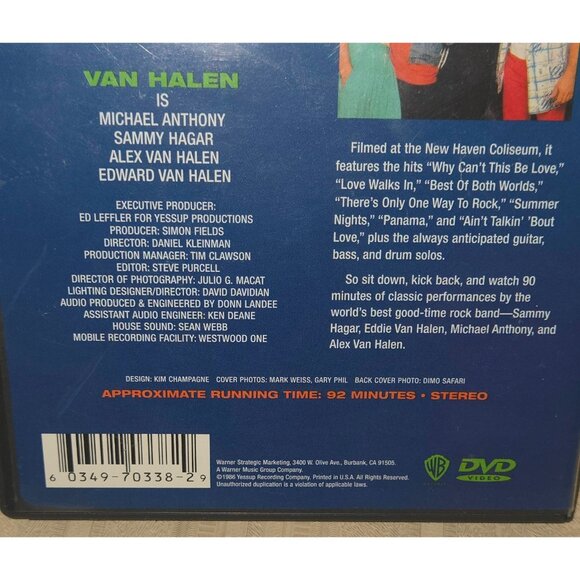 VAN HALEN
IS
MICHAEL ANTHONY
SAMMY HAGAR
ALEX VAN HALEN
EDWARD VAN HALEN
EXECUTIVE PRODUCER:
ED LEFFLER FOR YESSUP PRODUCTIONS
PRODUCER: SIMON FIELDS
DIRECTOR: DANIEL KLEINMAN
PRODUCTION MANAGER: TIM CLAWSON
EDITOR: STEVE PURCELL
DIRECTOR OF PHOTOGRAPHY: JULIO G. MACAT
LIGHTING DESIGNER/DIRECTOR: DAVID DAVIDIAN
AUDIO PRODUCED & ENGINEERED BY DONN LANDEE
ASSISTANT AUDIO ENGINEER: KEN DEANE
HOUSE SOUND: SEAN WEBB
MOBILE RECORDING FACILITY: WESTWOOD ONE
Filmed at the New Haven Coliseum, it
features the hits “Why Can’t This Be Love,”
“Love Walks In,” “Best Of Both Worlds,”
“There’s Only One Way To Rock,” “Summer
Nights,” “Panama,” and “Ain’t Talkin’ ’Bout
Love,” plus the always anticipated guitar,
bass, and drum solos.
So sit down, kick back, and watch 90
minutes of classic performances by the
world’s best good-time rock band—Sammy
Hagar, Eddie Van Halen, Michael Anthony, and
Alex Van Halen.
DESIGN: KIM CHAMPAGNE COVER PHOTOS: MARK WEISS, GARY PHIL BACK COVER PHOTO: DIMO SAFARI
APPROXIMATE RUNNING TIME: 92 MINUTES • STEREO
6 0349-70338-2 9
Warner Strategic Marketing, 3400 W. Olive Ave., Burbank, CA 91505.
A Warner Music Group Company.
©1986 Yessup Recording Company. Printed in U.S.A. All Rights Reserved.
Unauthorized duplication is a violation of applicable laws.
WB
DVD
VIDEO